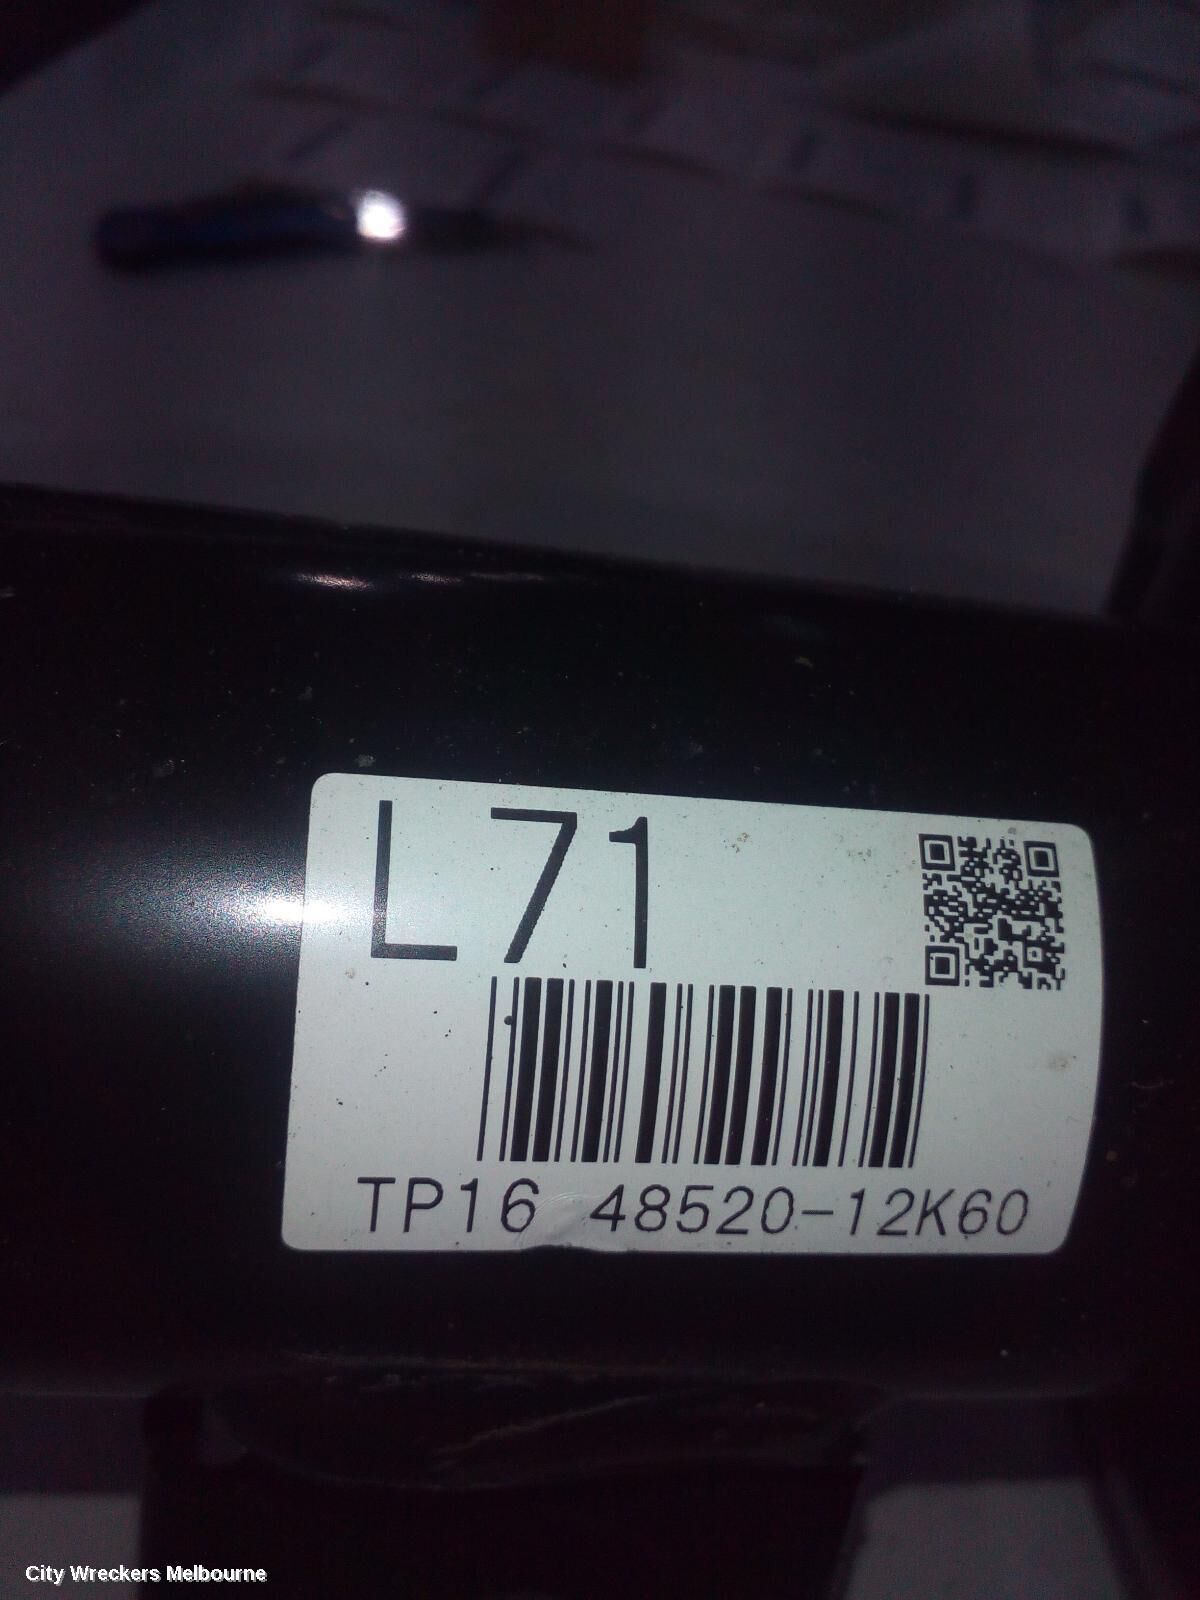 L71
TP16 48520-12K60
City Wreckers Melbourne